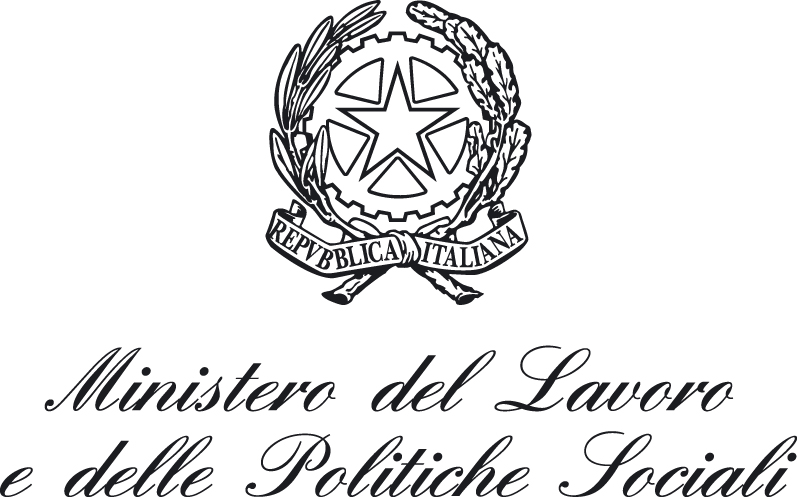 REPVBBLICA ITALIANA
Ministero del Lavoro
e delle Politiche Sociali